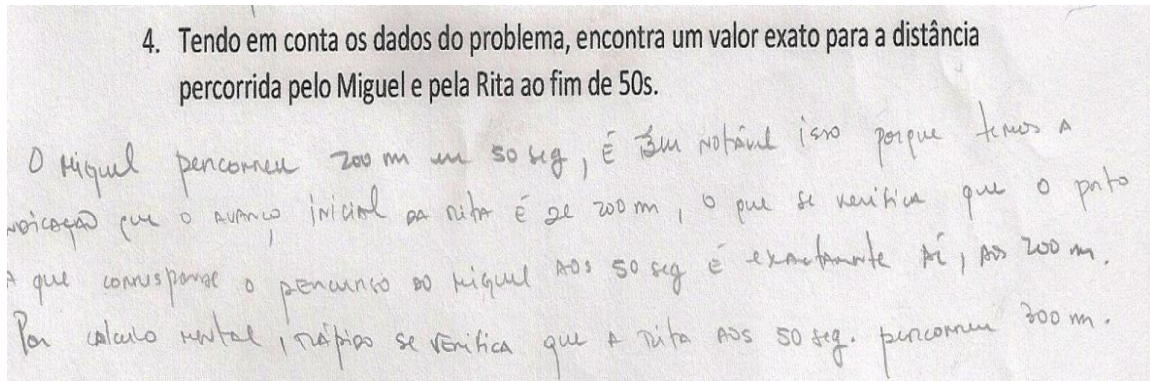 4. Tendo em conta os dados do problema, encontra um valor exato para a distância
percorrida pelo Miguel e pela Rita ao fim de 50s.
O Miguel percorreu 200 m em 50 seg, É Bem Notável isso porque temos A
indicação que o AVANÇO inicial DA Rita é de 200 m, o que se verifica que o ponto
A que corresponde o percurso do Miguel AOS 50 seg é exactamente Aí, AOS 200 m.
Por calculo mental, rápido se verifica que A Rita AOS 50 seg. percorreu 300 m.